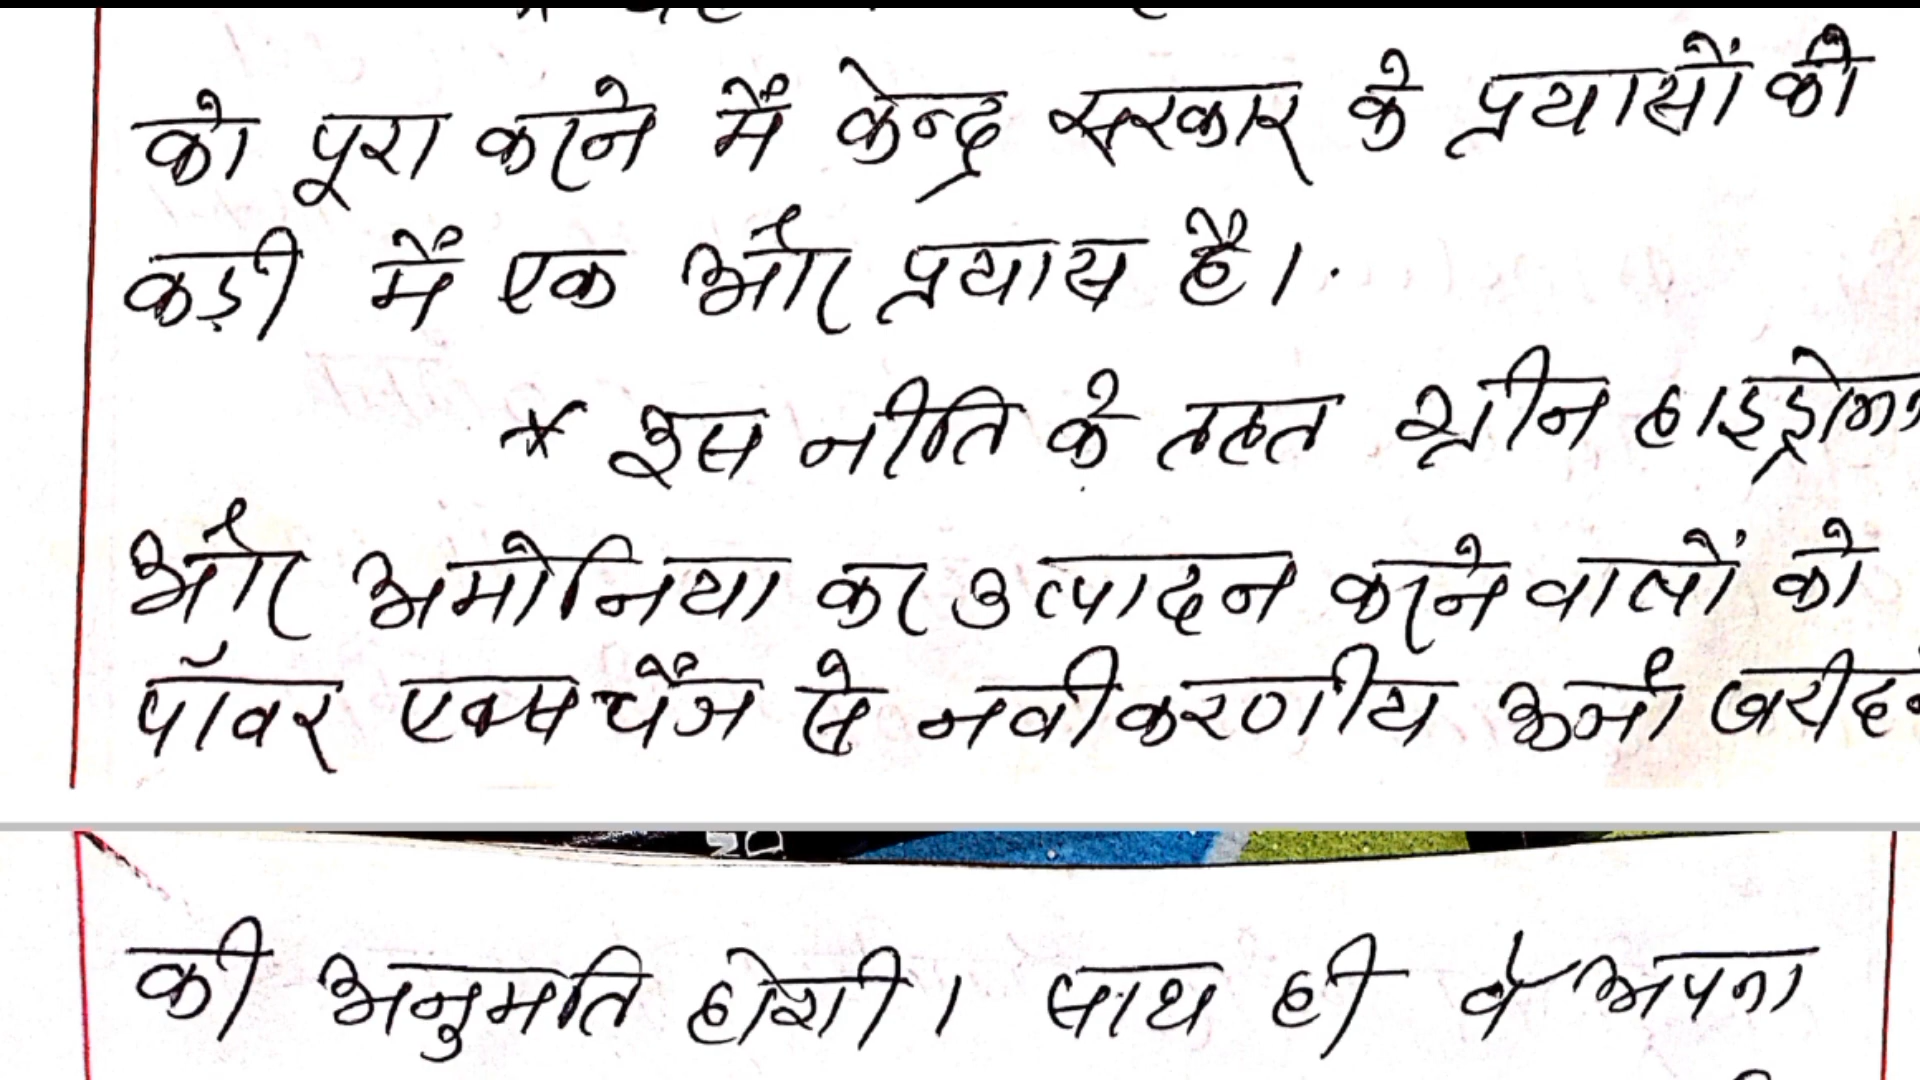 को पूरा करने में केन्द्र सरकार के प्रयासों की
कड़ी में एक और प्रयास है।
* इस नीति के तहत ग्रीन हाइड्रोजन
और अमोनिया का उत्पादन करने वालों को
पॉवर एक्सचेंज से नवीकरणीय ऊर्जा खरीदने
की अनुमति होगी। साथ ही वे अपना